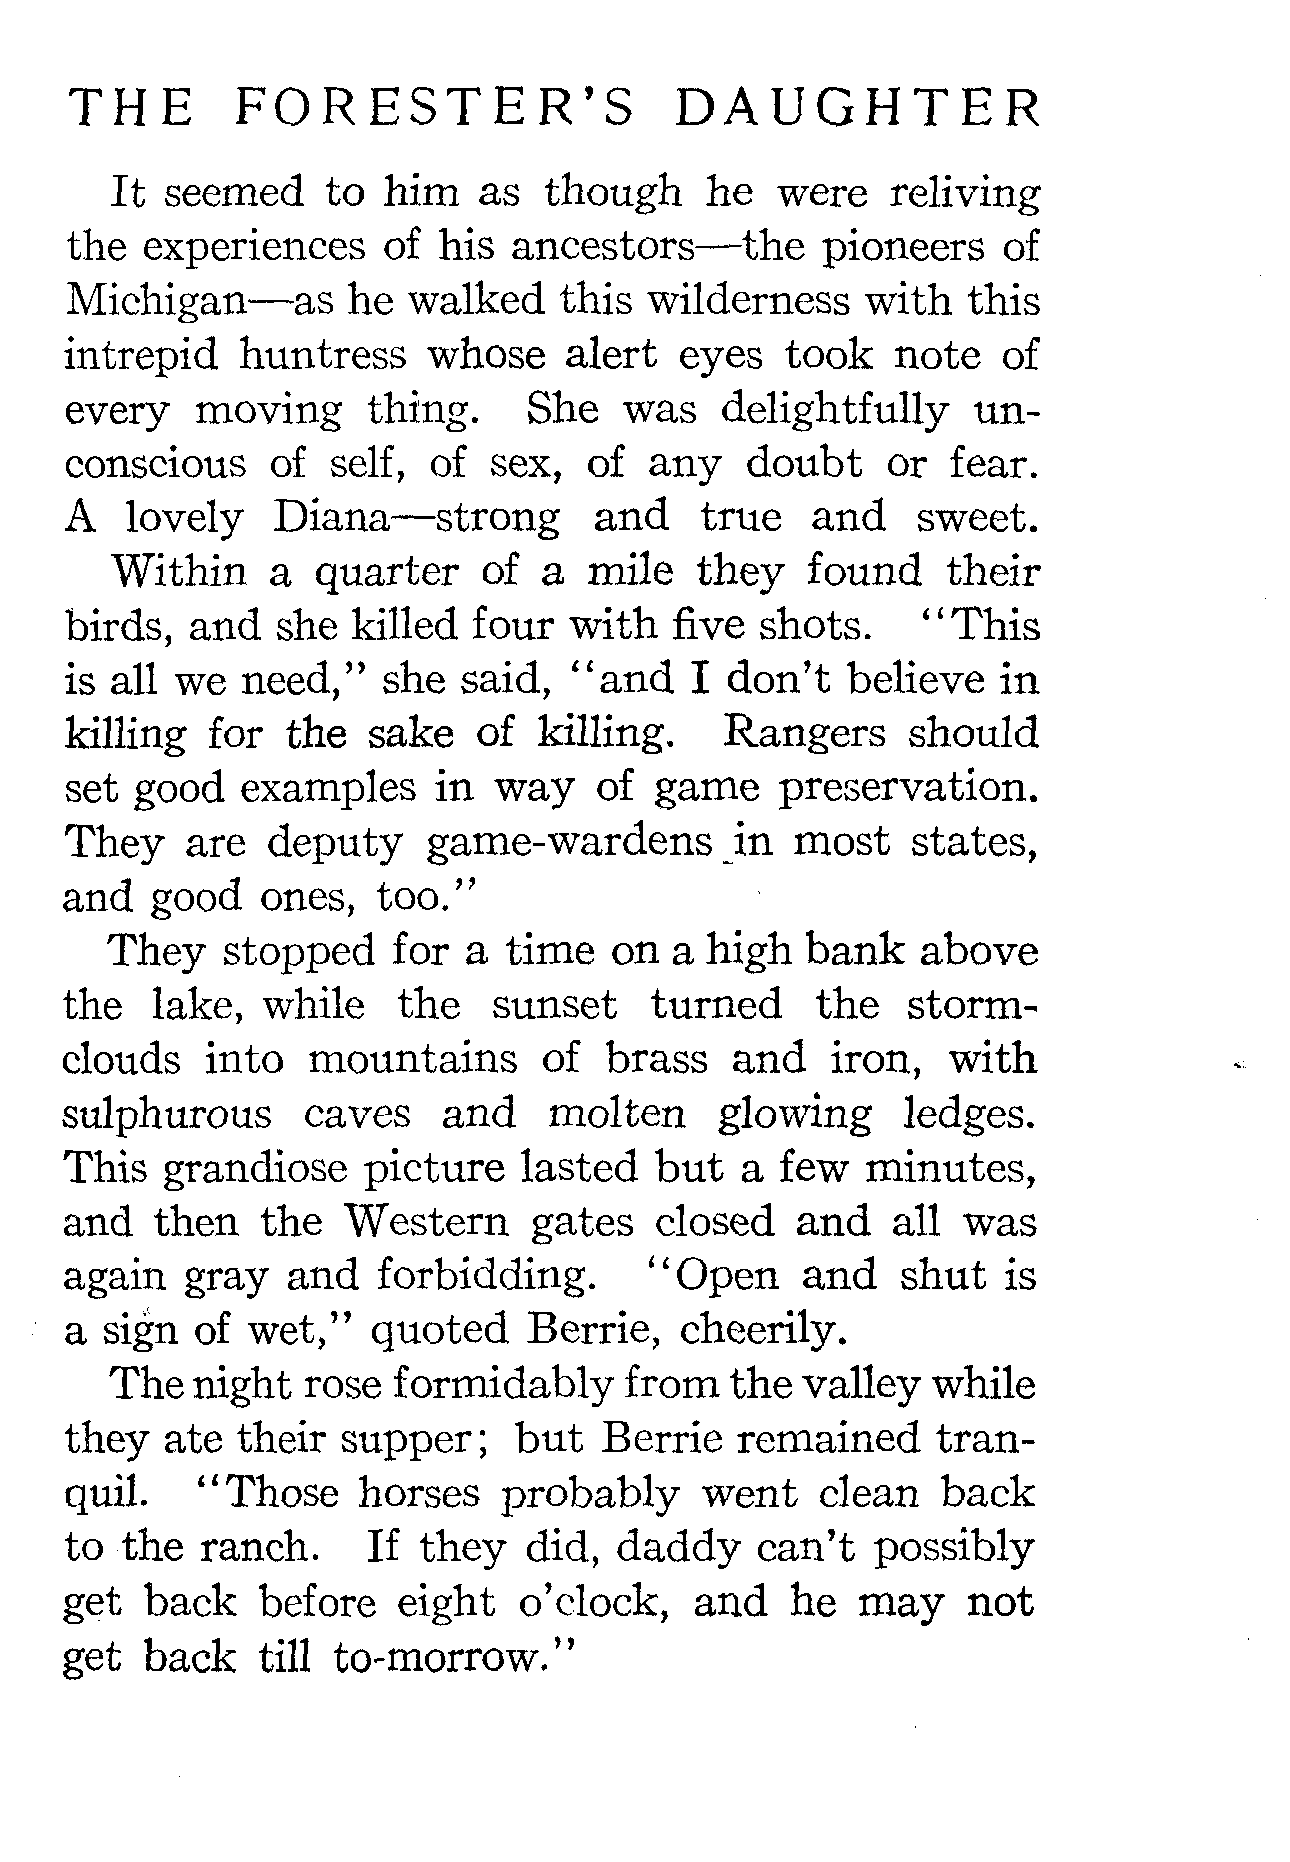 THE FORESTER'S DAUGHTER
It seemed to him as though he were reliving
the experiences of his ancestors—the pioneers of
Michigan—as he walked this wilderness with this
intrepid huntress whose alert eyes took note of
every moving thing. She was delightfully un-
conscious of self, of sex, of any doubt or fear.
A lovely Diana—strong and true and sweet.
Within a quarter of a mile they found their
birds, and she killed four with five shots. "This
is all we need," she said, "and I don't believe in
killing for the sake of killing. Rangers should
set good examples in way of game preservation.
They are deputy game-wardens in most states,
and good ones, too."
They stopped for a time on a high bank above
the lake, while the sunset turned the storm-
clouds into mountains of brass and iron, with
sulphurous caves and molten glowing ledges.
This grandiose picture lasted but a few minutes,
and then the Western gates closed and all was
again gray and forbidding. "Open and shut is
a sign of wet," quoted Berrie, cheerily.
The night rose formidably from the valley while
they ate their supper; but Berrie remained tran-
quil. "Those horses probably went clean back
to the ranch. If they did, daddy can't possibly
get back before eight o'clock, and he may not
get back till to-morrow."